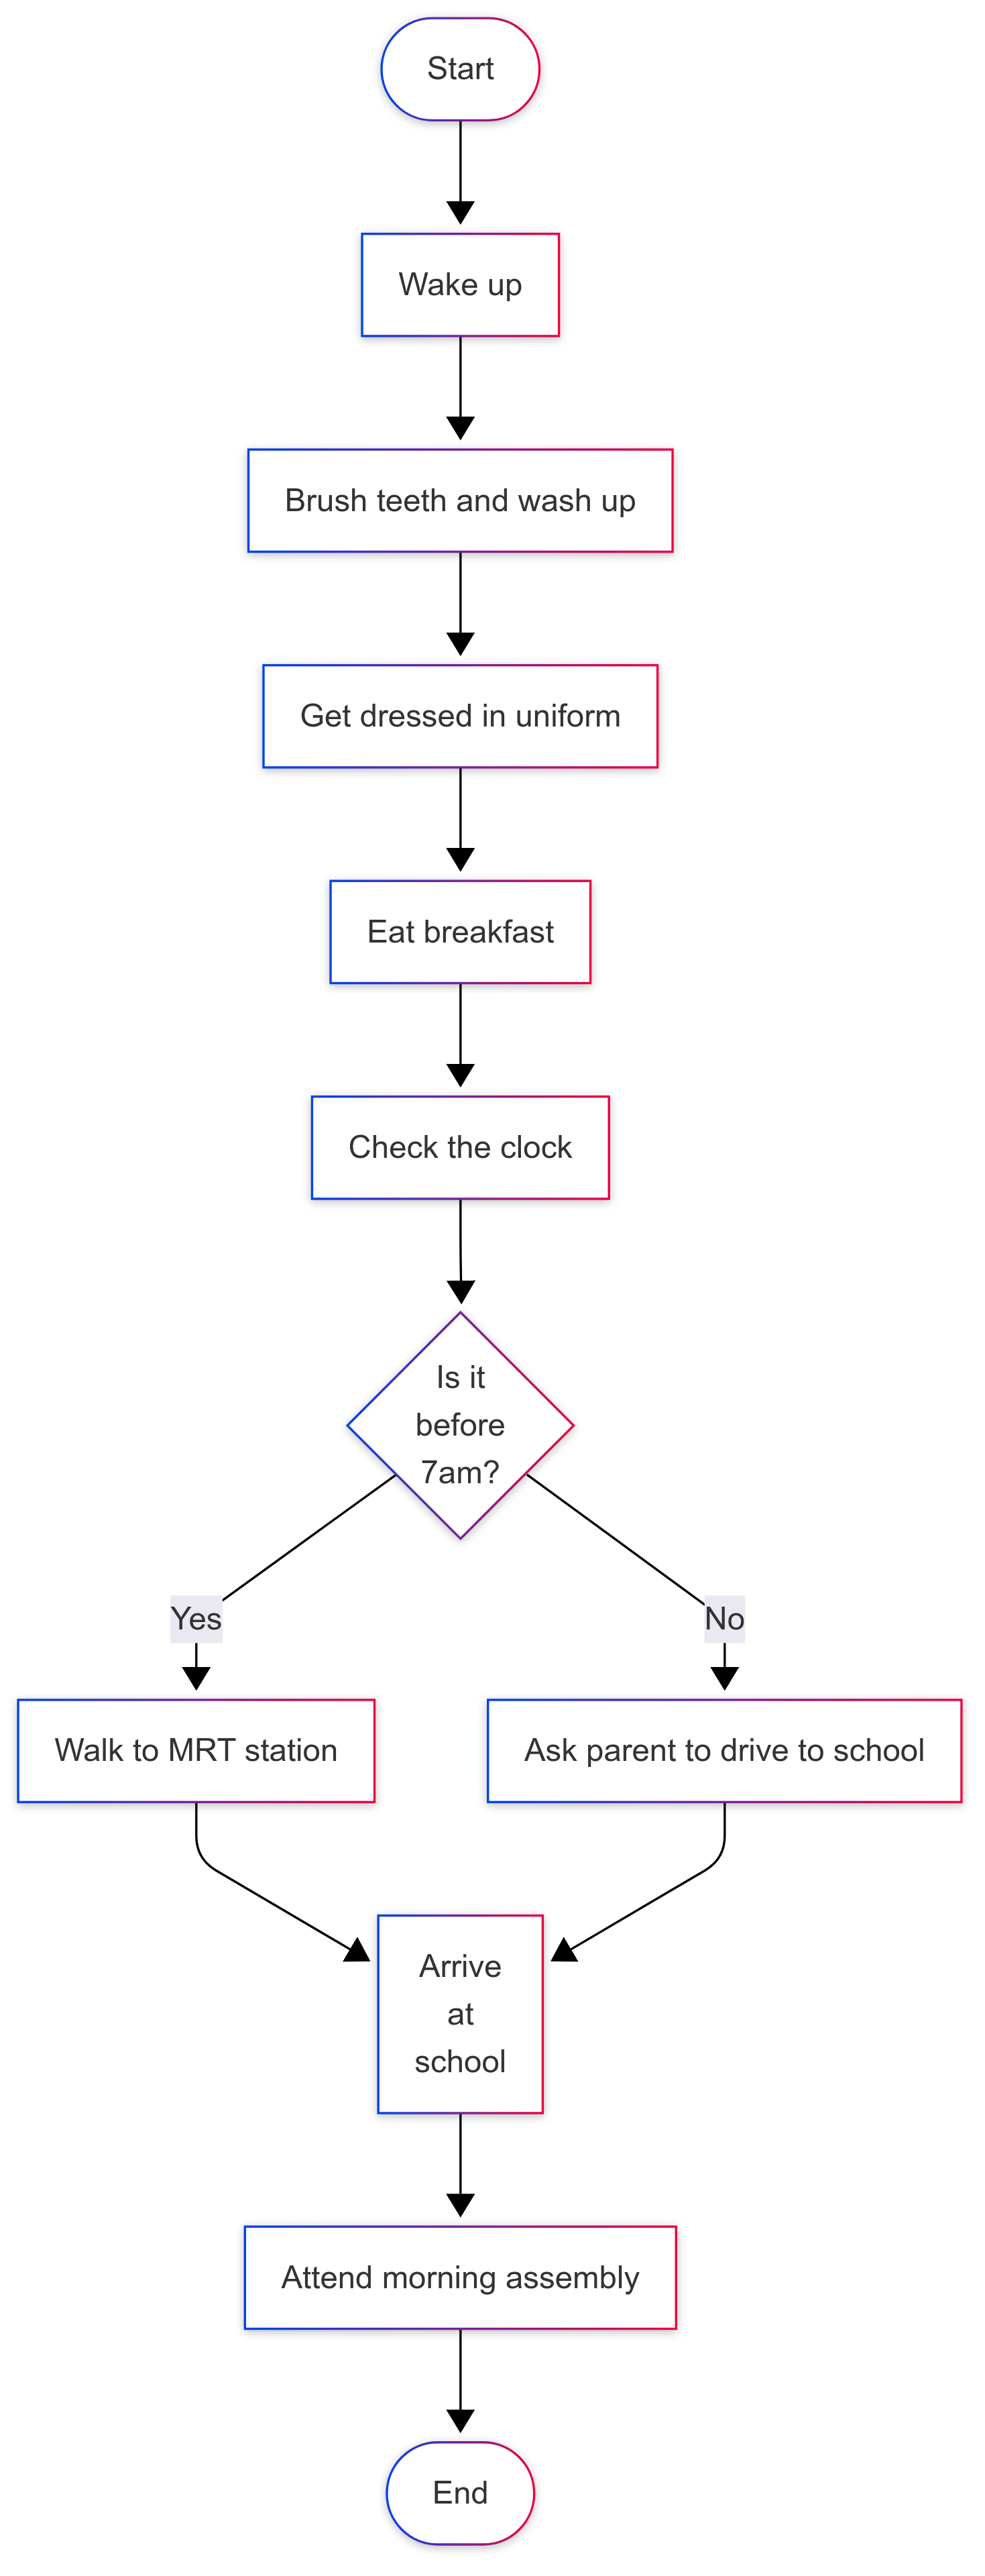 Start
Wake up
Brush teeth and wash up
Get dressed in uniform
Eat breakfast
Check the clock
Is it
before
7am?
Yes
No
Walk to MRT station
Ask parent to drive to school
Arrive
at
school
Attend morning assembly
End